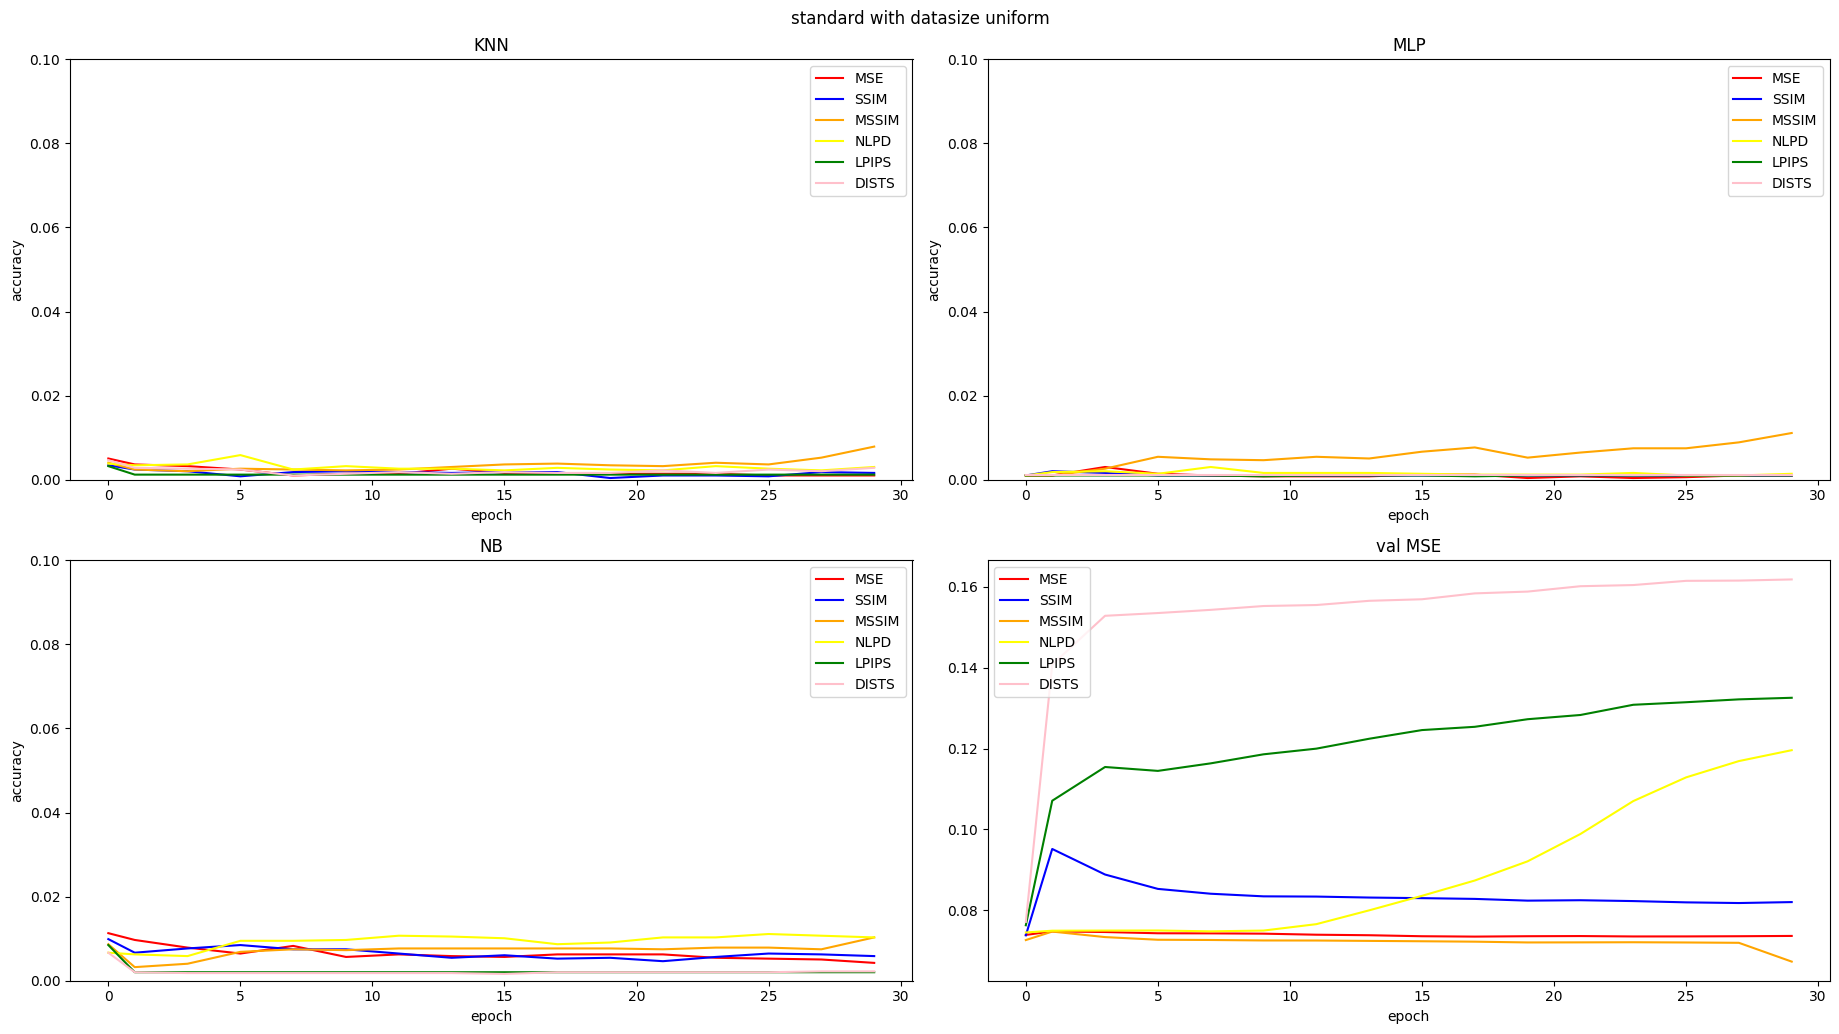 standard with datasize uniform
KNN
0.10
0.08
0.06
0.04
0.02
0.00
accuracy
0 5 10 15 20 25 30
epoch
MSE
SSIM
MSSIM
NLPD
LPIPS
DISTS
MLP
0.10
0.08
0.06
0.04
0.02
0.00
accuracy
0 5 10 15 20 25 30
epoch
MSE
SSIM
MSSIM
NLPD
LPIPS
DISTS
NB
0.10
0.08
0.06
0.04
0.02
0.00
accuracy
0 5 10 15 20 25 30
epoch
MSE
SSIM
MSSIM
NLPD
LPIPS
DISTS
val MSE
0.16
0.14
0.12
0.10
0.08
0 5 10 15 20 25 30
epoch
MSE
SSIM
MSSIM
NLPD
LPIPS
DISTS